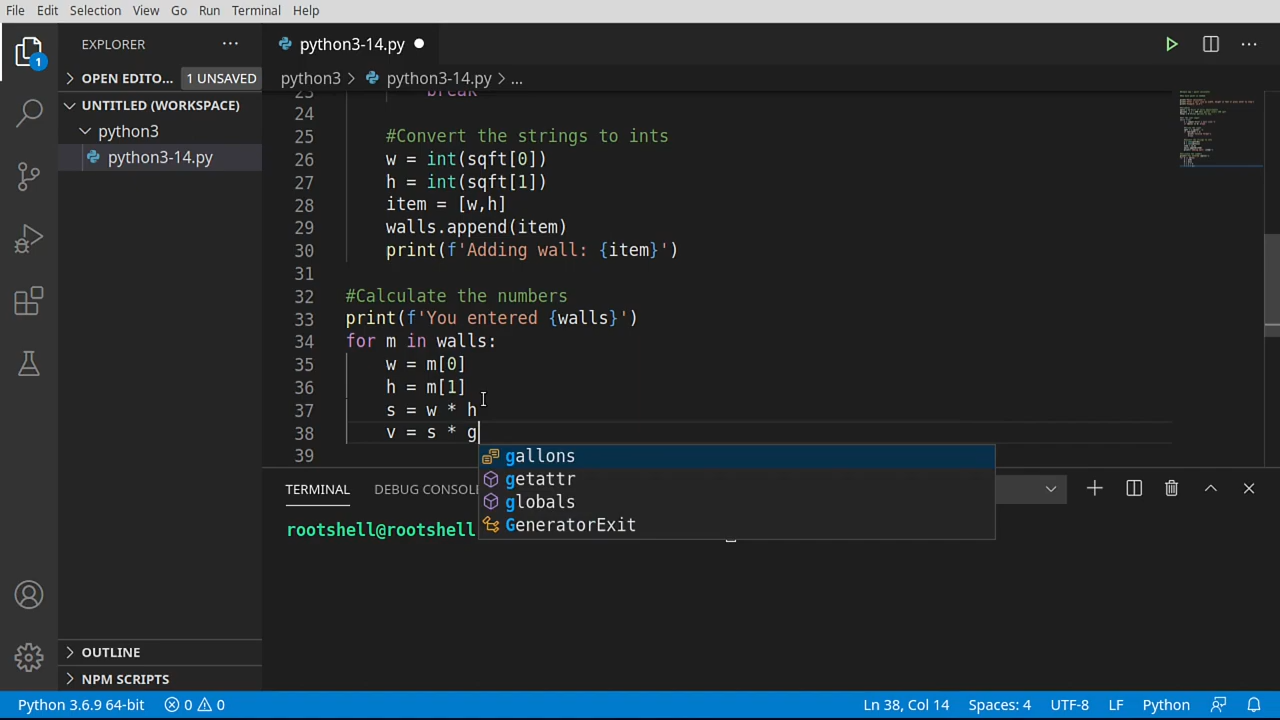 File Edit Selection View Go Run Terminal Help
EXPLORER
python3-14.py
1
OPEN EDITO... 1 UNSAVED
python3 > python3-14.py > ...
UNTITLED (WORKSPACE)
python3
python3-14.py
23 break
24
25 #Convert the strings to ints
26 w = int(sqft[0])
27 h = int(sqft[1])
28 item = [w,h]
29 walls.append(item)
30 print(f'Adding wall: {item}')
31
32 #Calculate the numbers
33 print(f'You entered {walls}')
34 for m in walls:
35 w = m[0]
36 h = m[1]
37 s = w * h
38 v = s * g
39
gallons
getattr
globals
GeneratorExit
TERMINAL DEBUG CONSOL
rootshell@rootshell
OUTLINE
NPM SCRIPTS
Python 3.6.9 64-bit 0 0 Ln 38, Col 14 Spaces: 4 UTF-8 LF Python